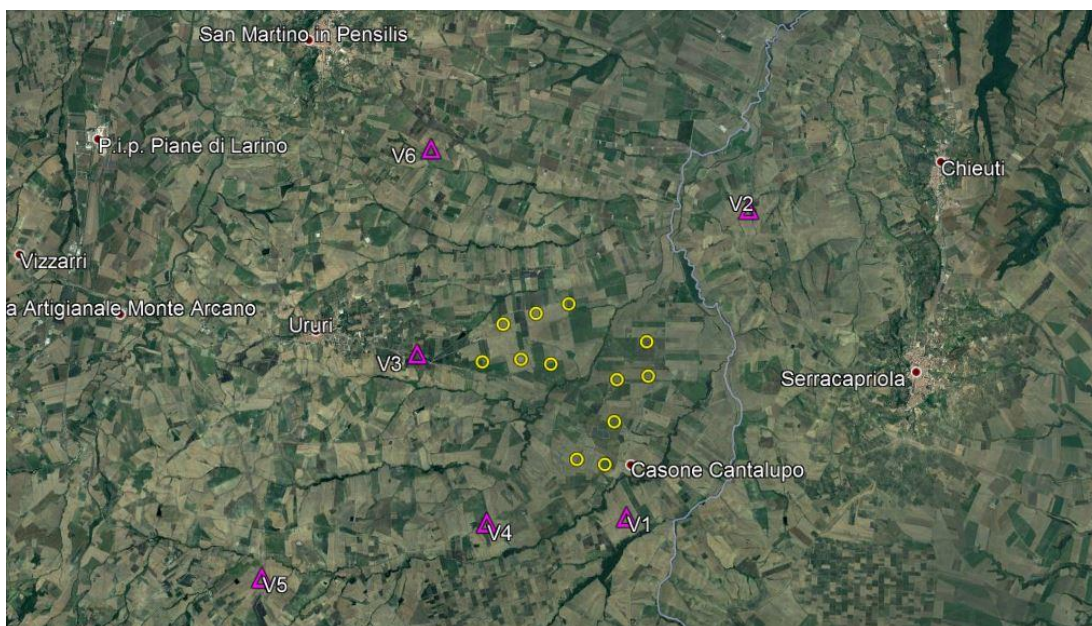 San Martino in Pensilis
P.i.p. Piane di Larino
V6
Chieuti
V2
Vizzarri
a Artigianale Monte Arcano
Ururi
V3
Serracapriola
Casone Cantalupo
V4
V1
V5